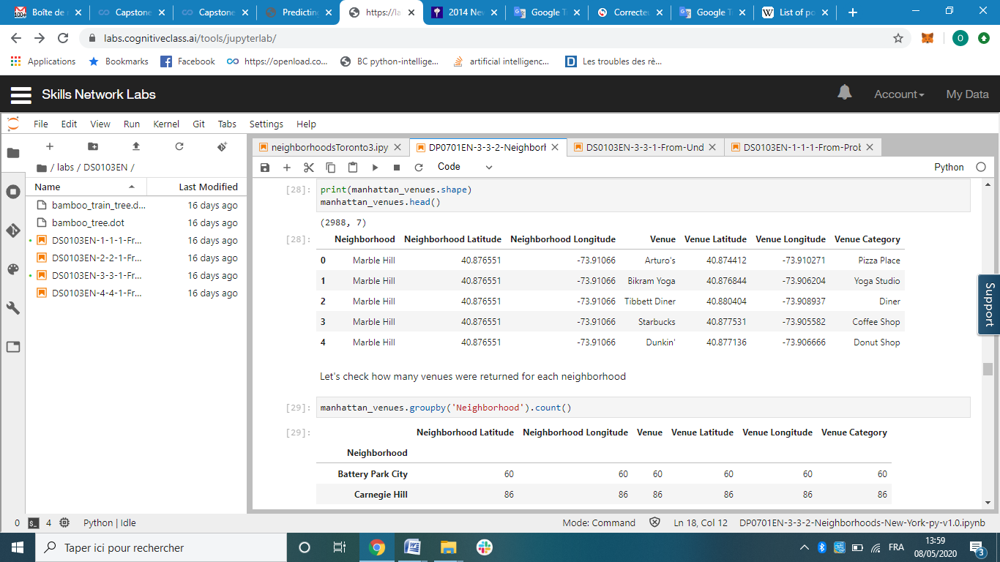 Boîte de
Capstone
Capstone
Predicting
https://la
2014 Nev
Google T
Correcte
Google T
List of po
labs.cognitiveclass.ai/tools/jupyterlab/
Applications
Bookmarks
Facebook
https://openload.co...
BC python-intellige...
artificial intelligenc...
Les troubles des rè...
Skills Network Labs
Account
My Data
File Edit View Run Kernel Git Tabs Settings Help
neighborhoodsToronto3.ipy
DP0701EN-3-3-2-Neighborh
DS0103EN-3-3-1-From-Und
DS0103EN-1-1-1-From-Prob
/ labs / DS0103EN /
Code
Python
Name Last Modified
bamboo_train_tree.d... 16 days ago
bamboo_tree.dot 16 days ago
DS0103EN-1-1-1-Fr... 16 days ago
DS0103EN-2-2-1-Fr... 16 days ago
DS0103EN-3-3-1-Fr... 16 days ago
DS0103EN-4-4-1-Fr... 16 days ago
[28]: print(manhattan_venues.shape)
manhattan_venues.head()
(2988, 7)
[28]: Neighborhood Neighborhood Latitude Neighborhood Longitude Venue Venue Latitude Venue Longitude Venue Category
0 Marble Hill 40.876551 -73.91066 Arturo's 40.874412 -73.910271 Pizza Place
1 Marble Hill 40.876551 -73.91066 Bikram Yoga 40.876844 -73.906204 Yoga Studio
2 Marble Hill 40.876551 -73.91066 Tibbett Diner 40.880404 -73.908937 Diner
3 Marble Hill 40.876551 -73.91066 Starbucks 40.877531 -73.905582 Coffee Shop
4 Marble Hill 40.876551 -73.91066 Dunkin' 40.877136 -73.906666 Donut Shop
Let's check how many venues were returned for each neighborhood
[29]: manhattan_venues.groupby('Neighborhood').count()
[29]: Neighborhood Latitude Neighborhood Longitude Venue Venue Latitude Venue Longitude Venue Category
Neighborhood
Battery Park City 60 60 60 60 60 60
Carnegie Hill 86 86 86 86 86 86
Support
0 4 Python | Idle
Mode: Command Ln 18, Col 12 DP0701EN-3-3-2-Neighborhoods-New-York-py-v1.0.ipynb
Taper ici pour rechercher
FRA
13:59
08/05/2020
3